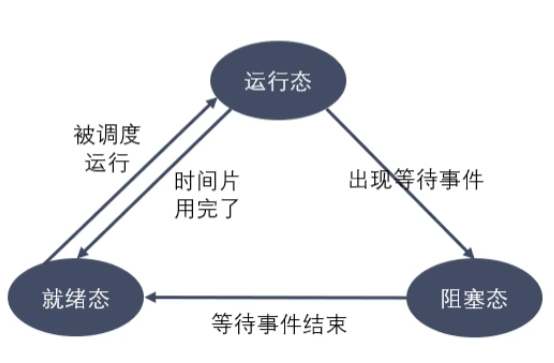 运行态
被调度
运行
时间片
用完了
出现等待事件
就绪态
阻塞态
等待事件结束